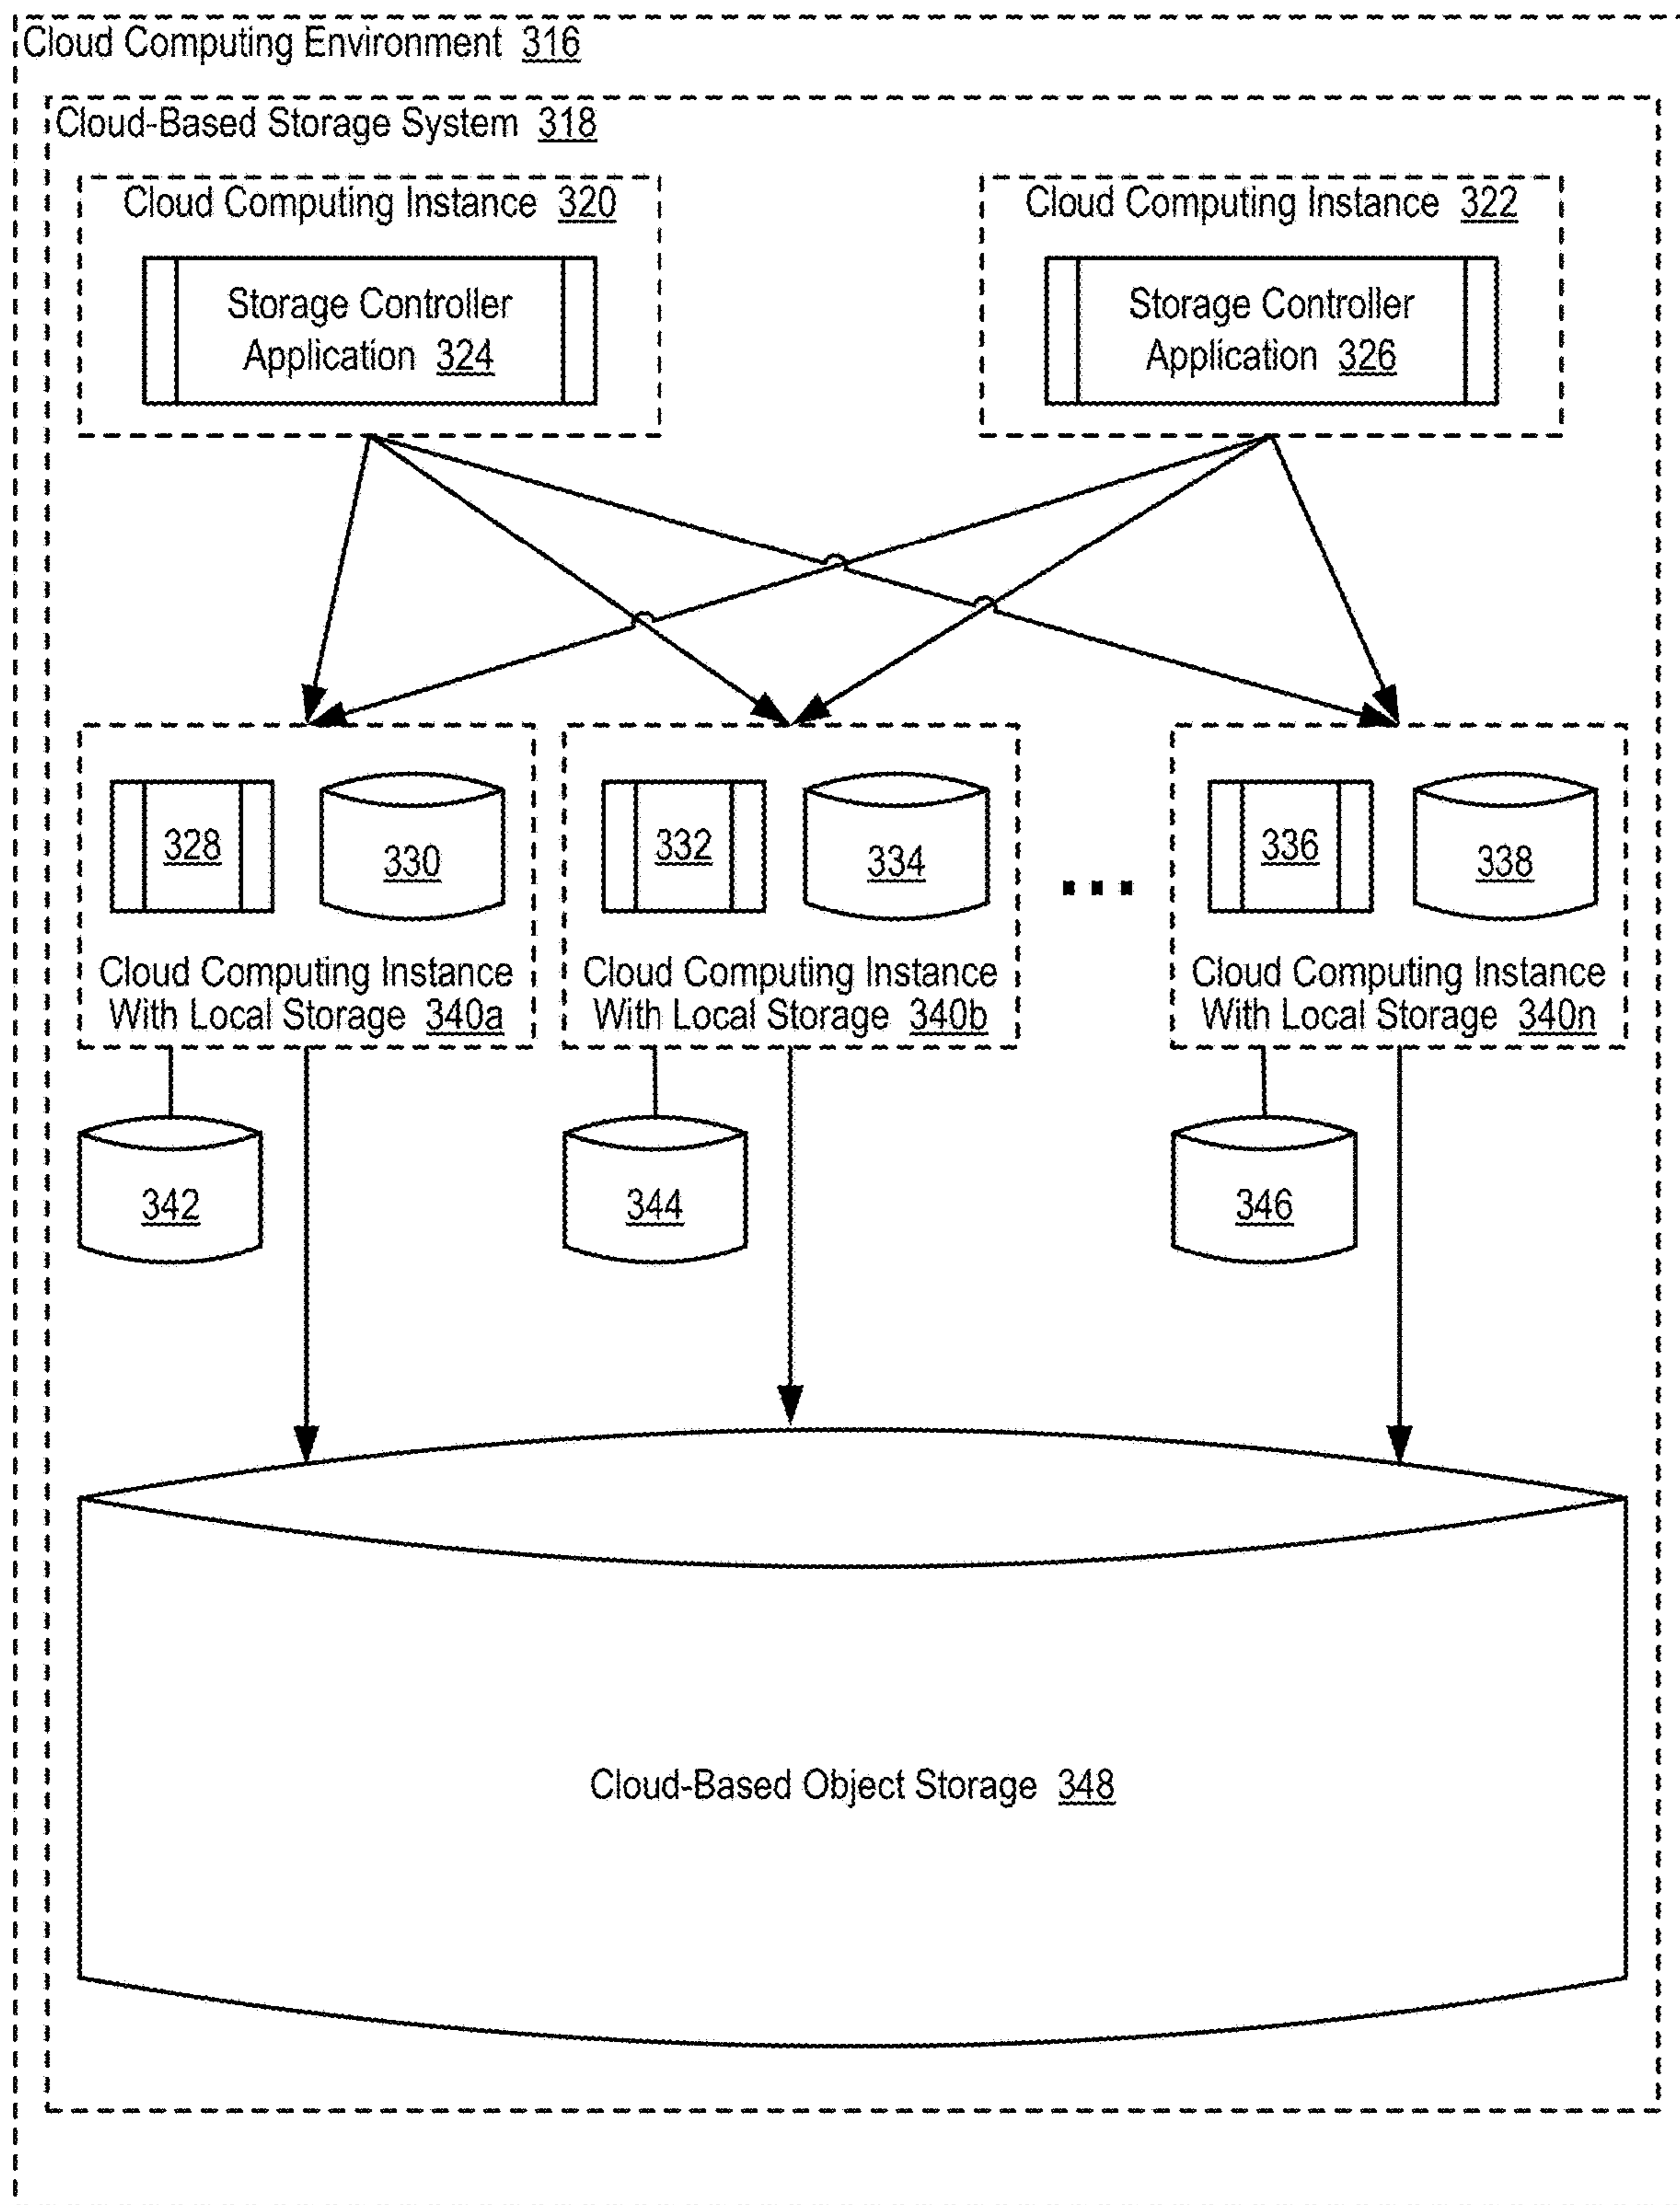 Cloud Computing Environment 316
Cloud-Based Storage System 318
Cloud Computing Instance 320
Storage Controller
Application 324
Cloud Computing Instance 322
Storage Controller
Application 326
328
330
Cloud Computing Instance
With Local Storage 340a
332
334
Cloud Computing Instance
With Local Storage 340b
336
338
Cloud Computing Instance
With Local Storage 340n
342
344
346
Cloud-Based Object Storage 348